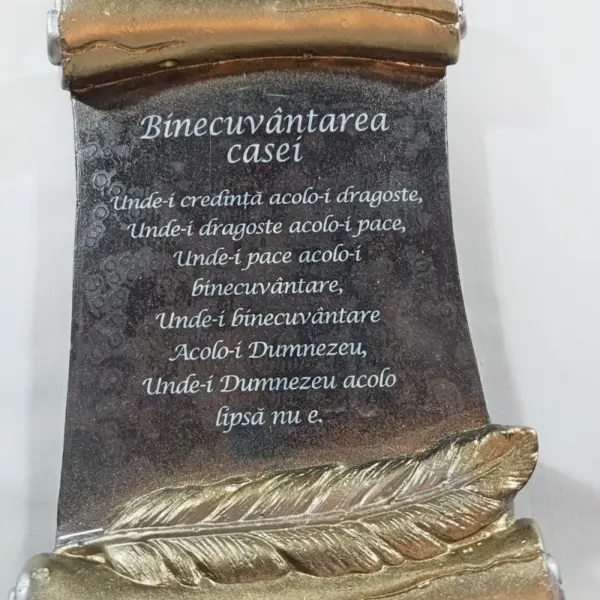 Binecuvântarea
casei
Unde-i credință acolo-i dragoste,
Unde-i dragoste acolo-i pace,
Unde-i pace acolo-i
binecuvântare,
Unde-i binecuvântare
Acolo-i Dumnezeu,
Unde-i Dumnezeu acolo
lipsă nu e.